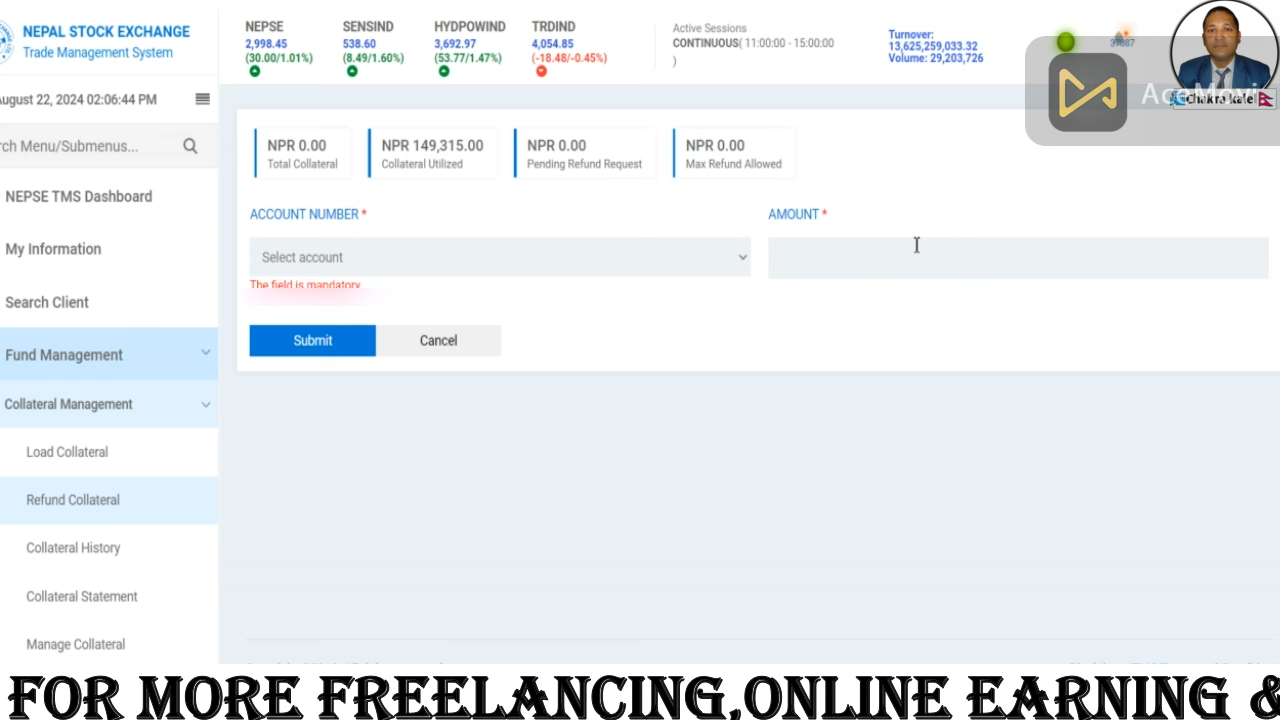 NEPAL STOCK EXCHANGE
Trade Management System
August 22, 2024 02:06:44 PM
rch Menu/Submenus...
NEPSE TMS Dashboard
My Information
Search Client
Fund Management
Collateral Management
Load Collateral
Refund Collateral
Collateral History
Collateral Statement
Manage Collateral
NEPSE
2,998.45
(30.00/1.01%)
SENSIND
538.60
(8.49/1.60%)
HYDPOWIND
3,692.97
(53.77/1.47%)
TRDIND
4,054.85
(-18.48/-0.45%)
Active Sessions
CONTINUOUS( 11:00:00 - 15:00:00
)
Turnover:
13,625,259,033.32
Volume: 29,203,726
NPR 0.00
Total Collateral
NPR 149,315.00
Collateral Utilized
NPR 0.00
Pending Refund Request
NPR 0.00
Max Refund Allowed
ACCOUNT NUMBER *
Select account
The field is mandatory
AMOUNT *
Submit
Cancel
FOR MORE FREELANCING,ONLINE EARNING &